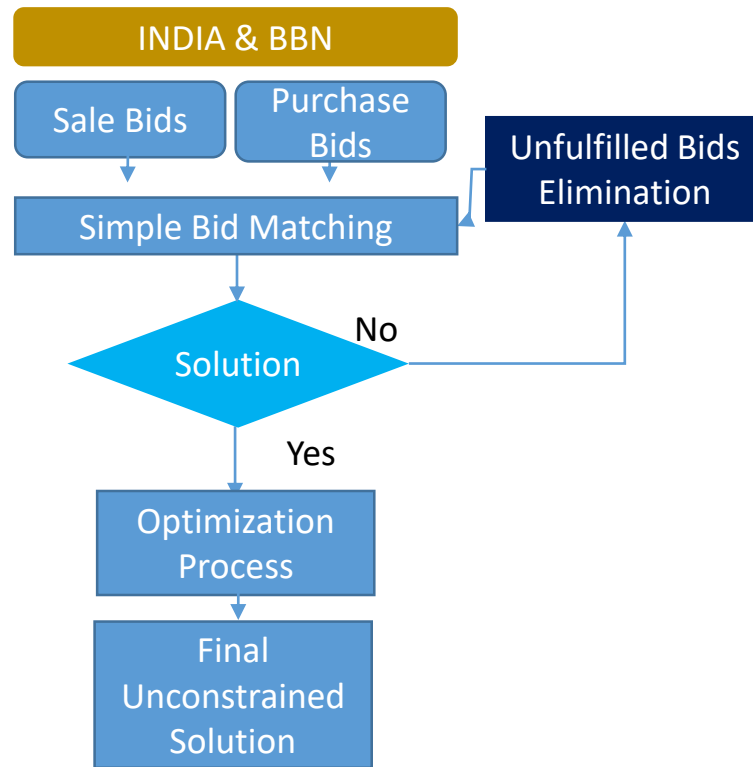 INDIA & BBN
Sale Bids
Purchase
Bids
Unfulfilled Bids
Elimination
Simple Bid Matching
No
Solution
Yes
Optimization
Process
Final
Unconstrained
Solution